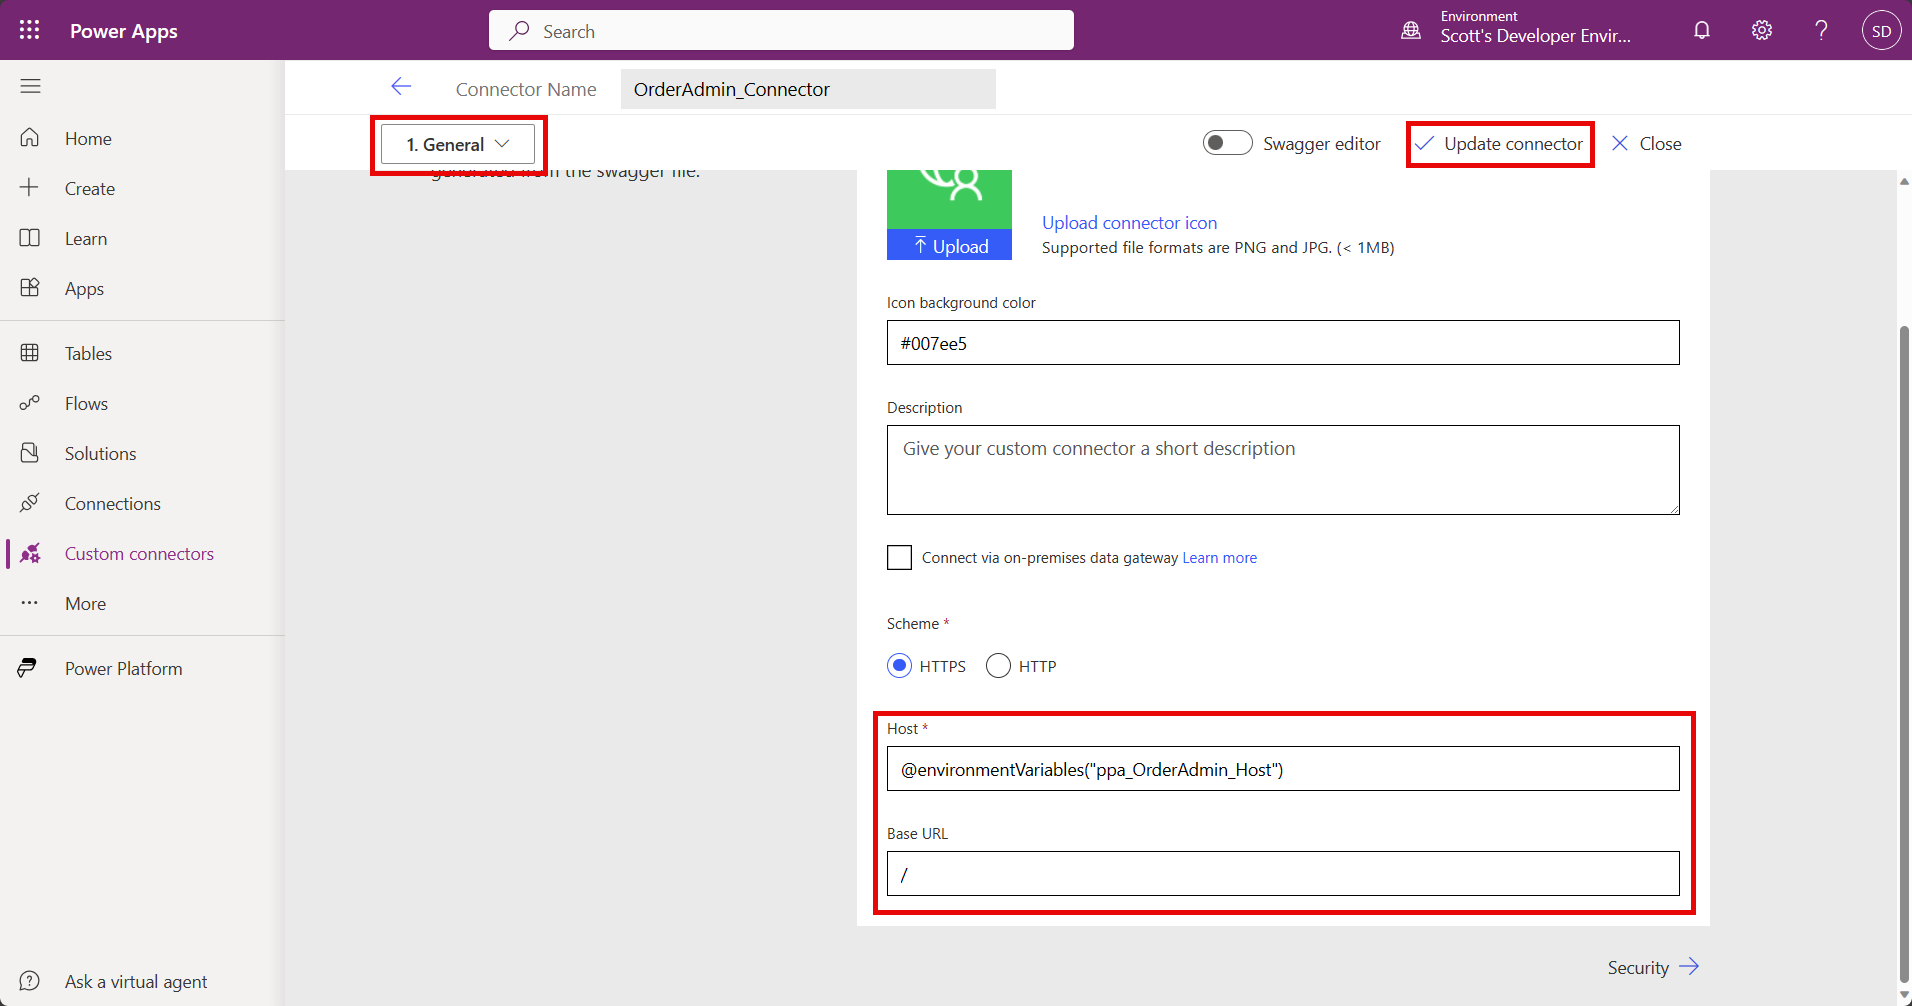 Power Apps
Search
Environment
Scott's Developer Envir...
SD
Home
Create
Learn
Apps
Tables
Flows
Solutions
Connections
Custom connectors
More
Power Platform
Ask a virtual agent
Connector Name
OrderAdmin_Connector
1. General
Swagger editor
Update connector
Close
generated from the swagger file.
Upload
Upload connector icon
Supported file formats are PNG and JPG. (< 1MB)
Icon background color
#007ee5
Description
Give your custom connector a short description
Connect via on-premises data gateway Learn more
Scheme *
HTTPS HTTP
Host *
@environmentVariables("ppa_OrderAdmin_Host")
Base URL
/
Security